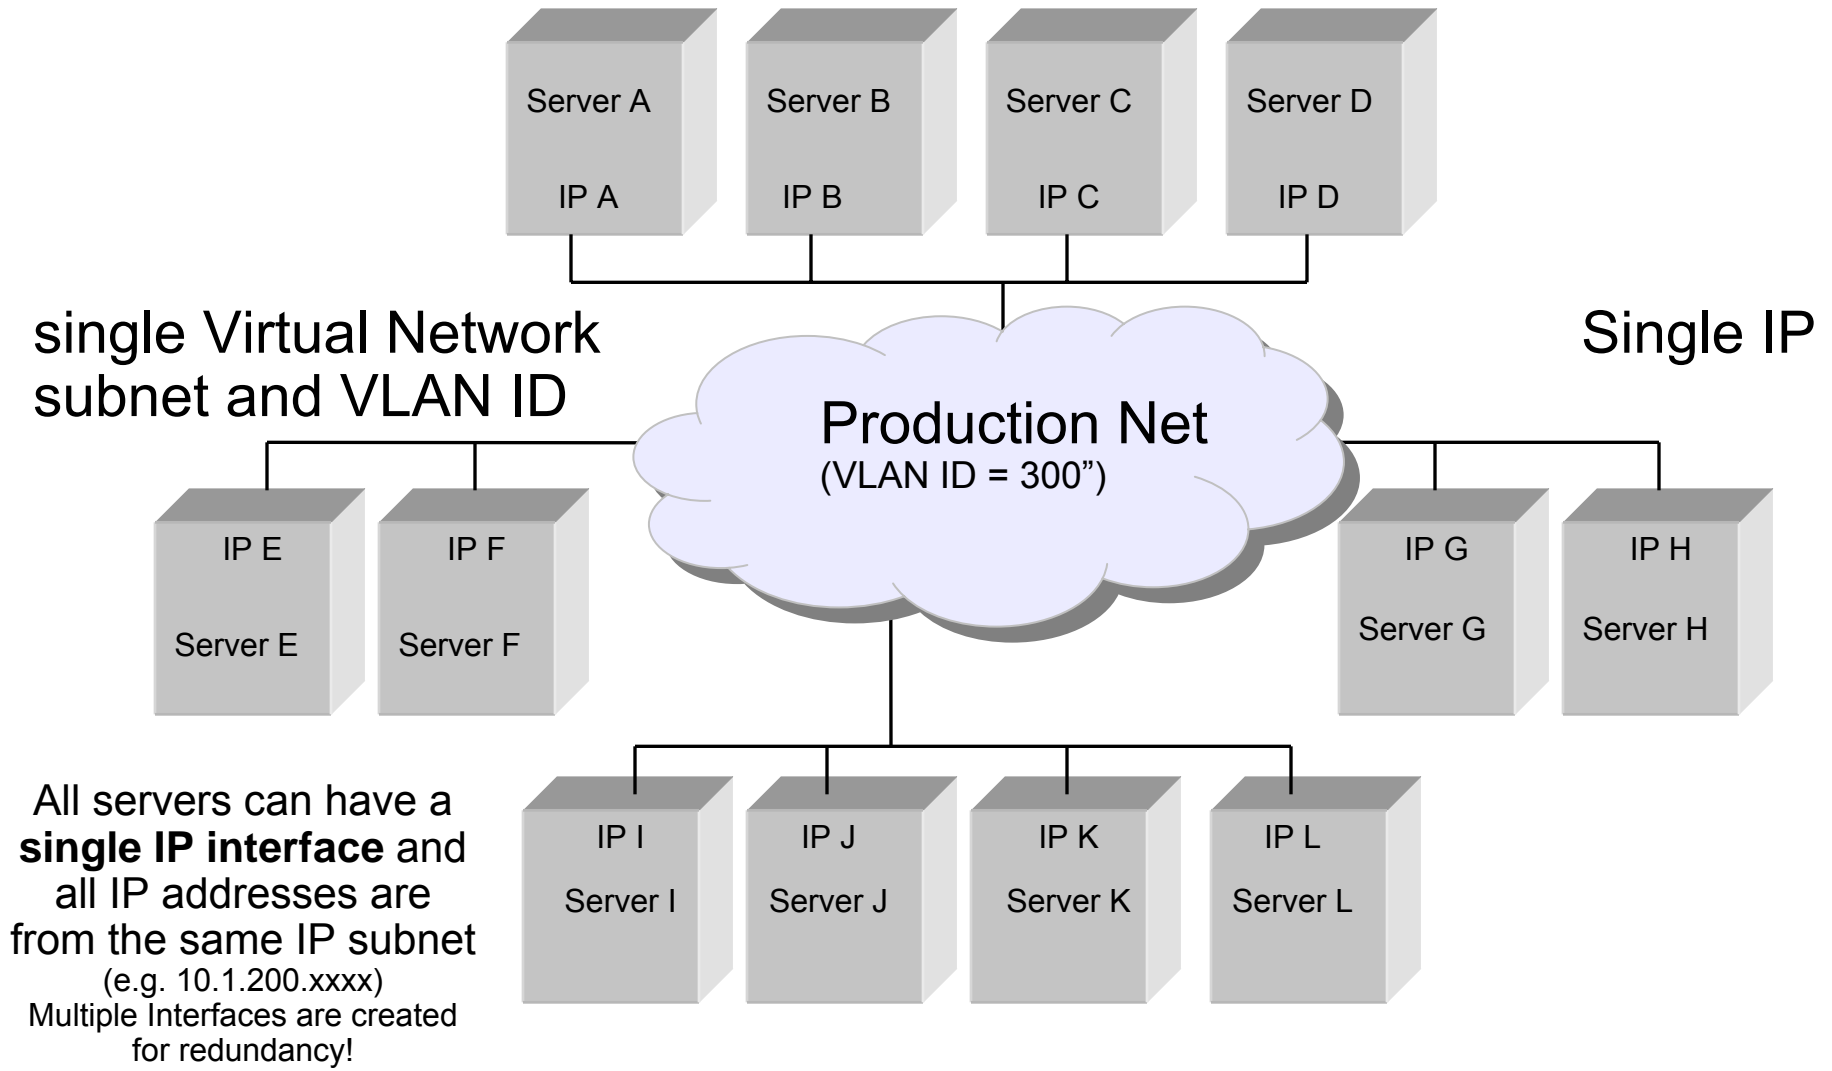 Server A
Server B
Server C
Server D
IP A
IP B
IP C
IP D
single Virtual Network
subnet and VLAN ID
Single IP
Production Net
(VLAN ID = 300”)
IP E
IP F
IP G
IP H
Server E
Server F
Server G
Server H
All servers can have a
single IP interface and
all IP addresses are
from the same IP subnet
(e.g. 10.1.200.xxxx)
Multiple Interfaces are created
for redundancy!
IP I
IP J
IP K
IP L
Server I
Server J
Server K
Server L